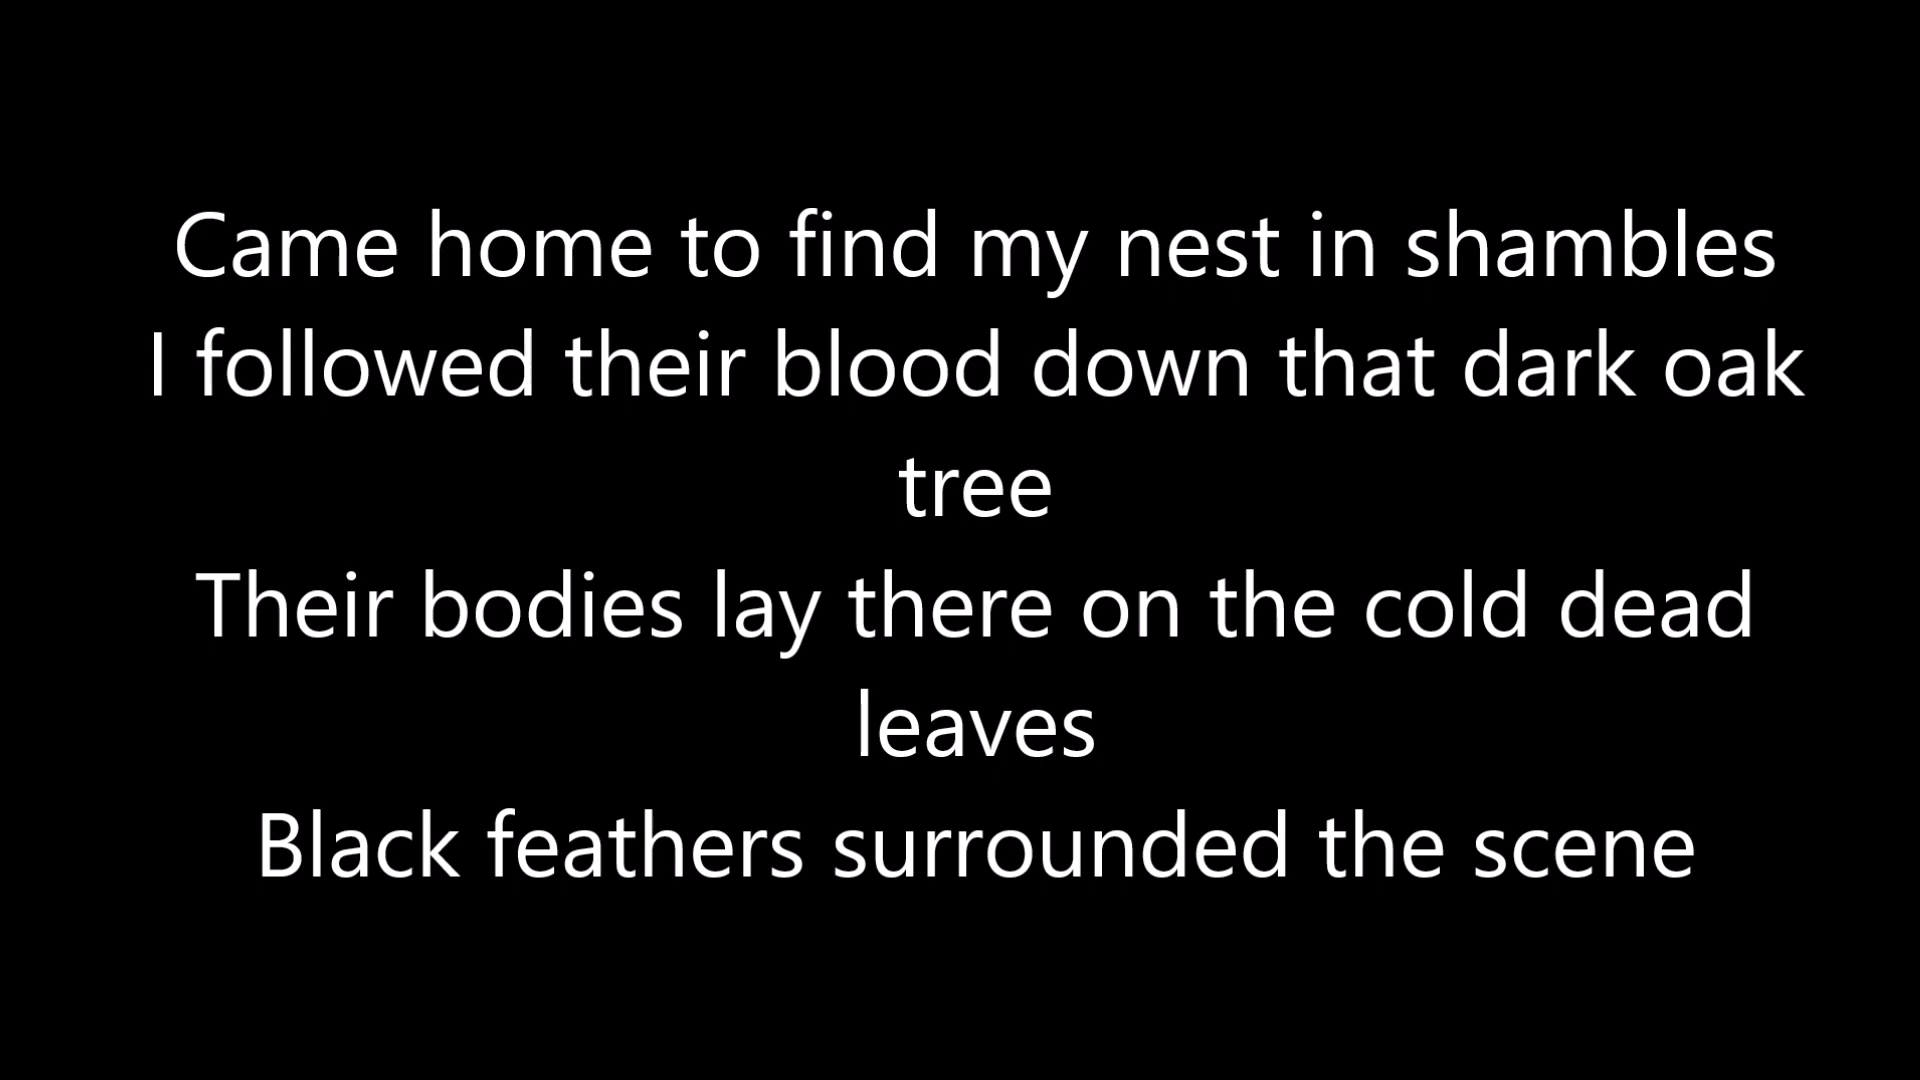 Came home to find my nest in shambles
I followed their blood down that dark oak
tree
Their bodies lay there on the cold dead
leaves
Black feathers surrounded the scene